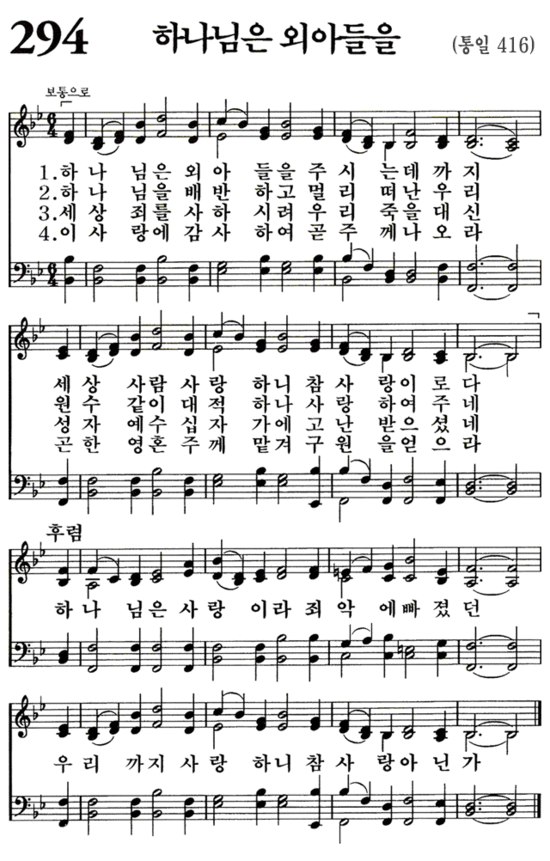 294 하나님은 외아들을 (통일 416)
보통으로
1.하 나 님은 외 아 들 을 주 시 는데 까 지
2.하 나 님을 배 반 하 고 멀 리 떠난 우 리
3.세 상 죄를 사 하 시 려 우 리 죽을 대 신
4.이 사 랑에 감 사 하 여 곧 주 께나 오 라
세 상 사람 사 랑 하 니 참 사 랑이 로 다
원 수 같이 대 적 하 나 사 랑 하여 주 네
성 자 예수 십 자 가 에 고 난 받으 셨 네
곤 한 영혼 주 께 맡 겨 구 원 을얻 으 라
후렴
하 나 님은 사 랑 이 라 죄 악 에빠 졌 던
우 리 까지 사 랑 하 니 참 사 랑아 닌 가